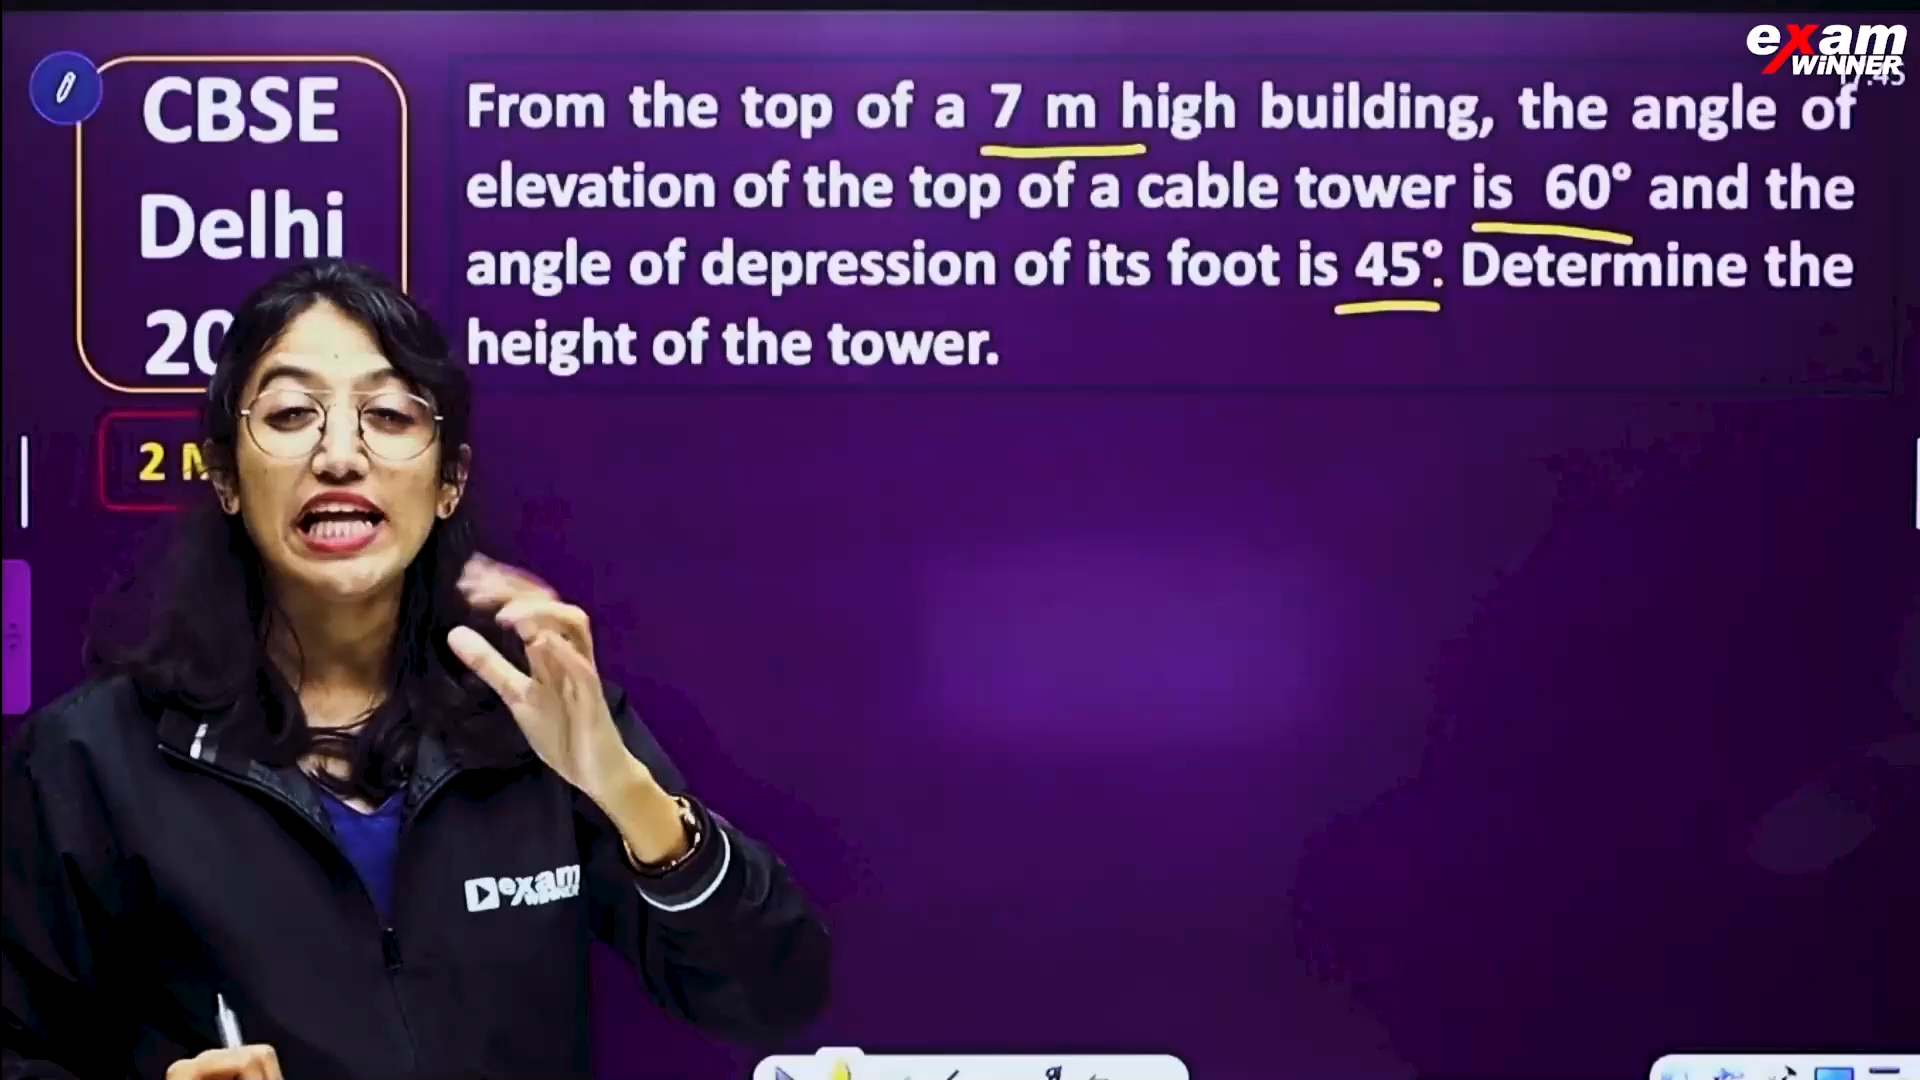 exam
WiNNER
CBSE
Delhi
From the top of a 7 m high building, the angle of
elevation of the top of a cable tower is 60° and the
angle of depression of its foot is 45°. Determine the
height of the tower.
2
exam